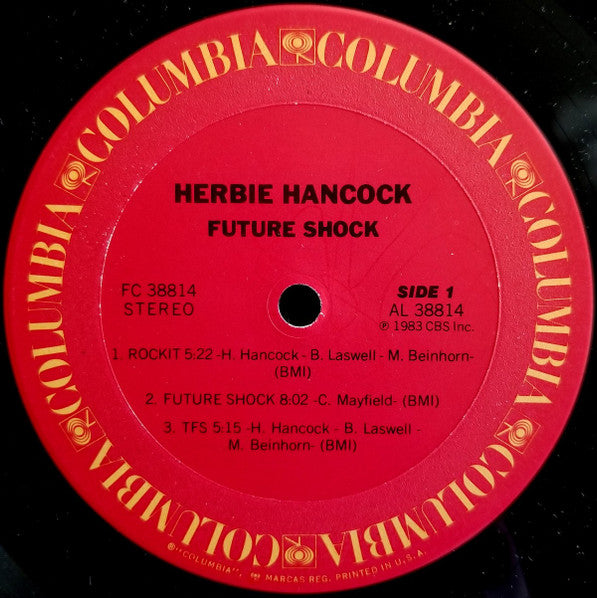 COLUMBIA COLUMBIA COLUMBIA COLUMBIA COLUMBIA COLUMBIA
HERBIE HANCOCK
FUTURE SHOCK
FC 38814
STEREO
SIDE 1
AL 38814
℗ 1983 CBS Inc.
1. ROCKIT 5:22 -H. Hancock - B. Laswell - M. Beinhorn-
(BMI)
2. FUTURE SHOCK 8:02 -C. Mayfield- (BMI)
3. TFS 5:15 -H. Hancock - B. Laswell -
M. Beinhorn- (BMI)
®"COLUMBIA", MARCAS REG. PRINTED IN U.S.A.